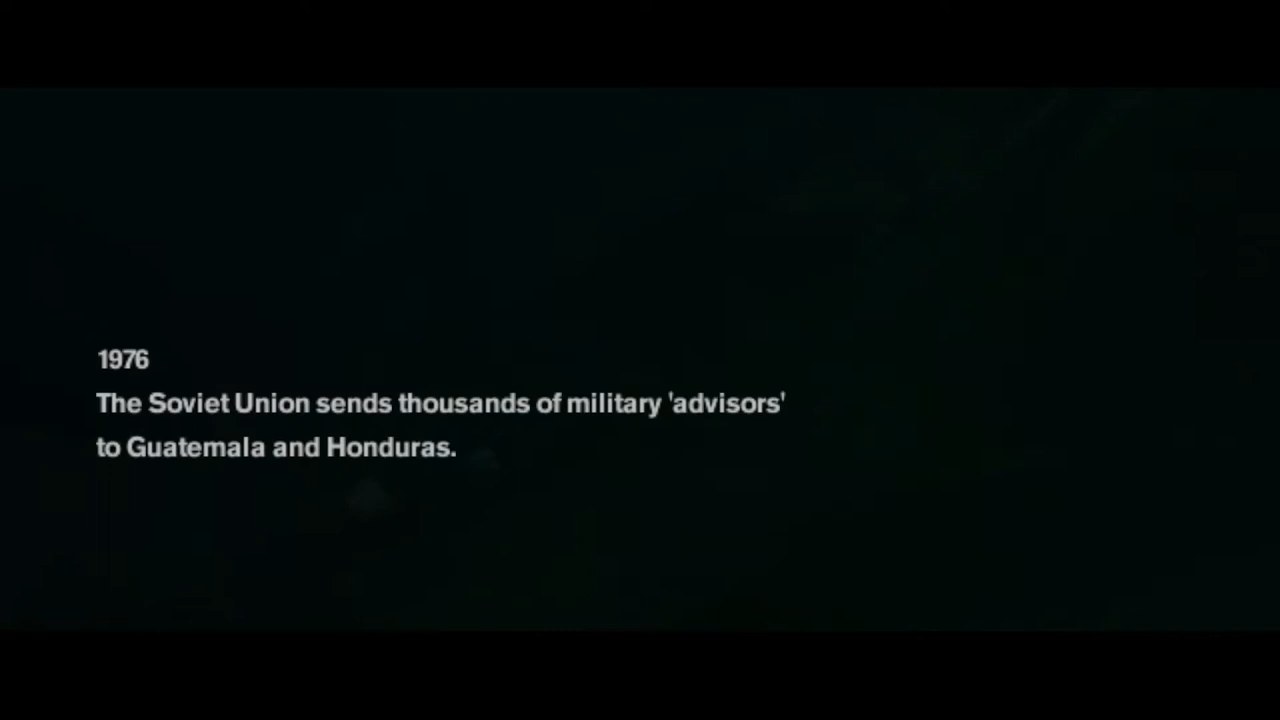 1976
The Soviet Union sends thousands of military 'advisors'
to Guatemala and Honduras.